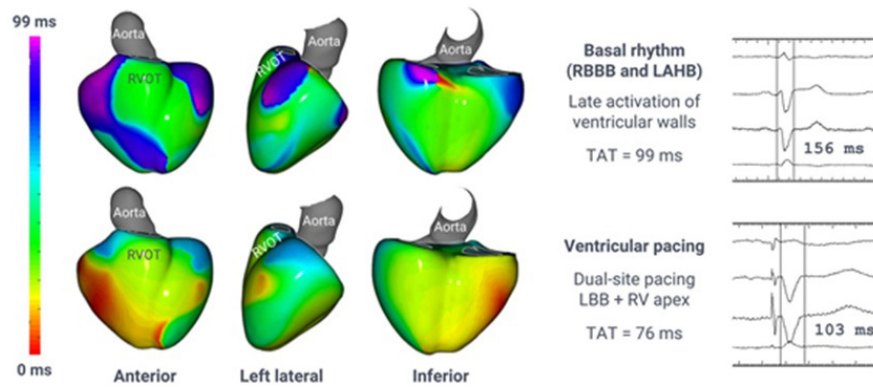 99 ms
0 ms
Aorta
RVOT
Aorta
RVOT
Aorta
Basal rhythm
(RBBB and LAHB)
Late activation of
ventricular walls
TAT = 99 ms
156 ms
Aorta
RVOT
Aorta
RVOT
Aorta
Ventricular pacing
Dual-site pacing
LBB + RV apex
TAT = 76 ms
103 ms
Anterior
Left lateral
Inferior